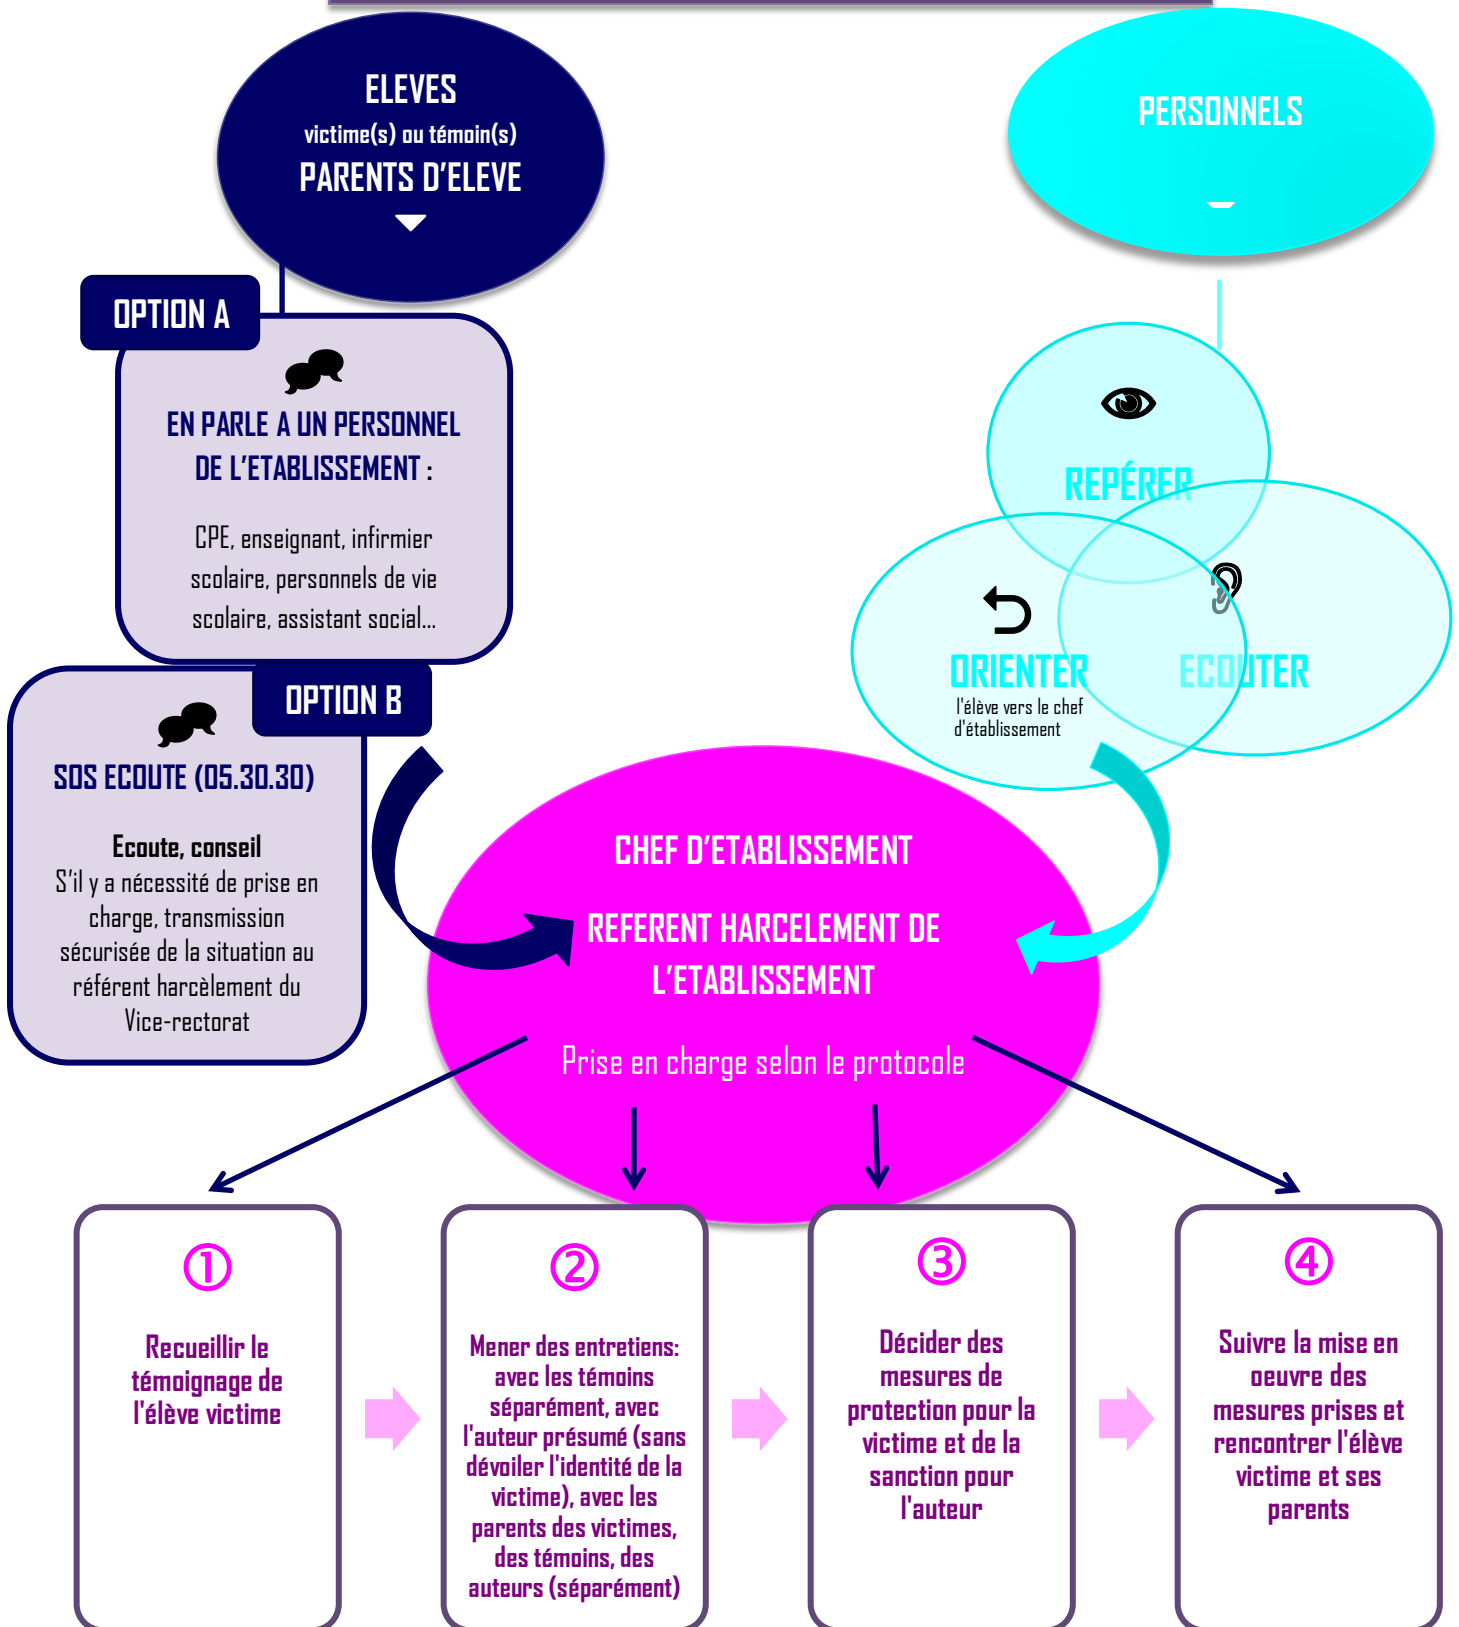 ELEVES
victime(s) ou témoin(s)
PARENTS D'ELEVE
PERSONNELS
OPTION A
EN PARLE A UN PERSONNEL
DE L'ETABLISSEMENT :
CPE, enseignant, infirmier
scolaire, personnels de vie
scolaire, assistant social...
OPTION B
SOS ECOUTE (05.30.30)
Ecoute, conseil
S'il y a nécessité de prise en
charge, transmission
sécurisée de la situation au
référent harcèlement du
Vice-rectorat
REPÉRER
ORIENTER
l'élève vers le chef
d'établissement
ECOUTER
CHEF D'ETABLISSEMENT
REFERENT HARCELEMENT DE
L'ETABLISSEMENT
Prise en charge selon le protocole
①
Recueillir le
témoignage de
l'élève victime
②
Mener des entretiens:
avec les témoins
séparément, avec
l'auteur présumé (sans
dévoiler l'identité de la
victime), avec les
parents des victimes,
des témoins, des
auteurs (séparément)
③
Décider des
mesures de
protection pour la
victime et de la
sanction pour
l'auteur
④
Suivre la mise en
oeuvre des
mesures prises et
rencontrer l'élève
victime et ses
parents